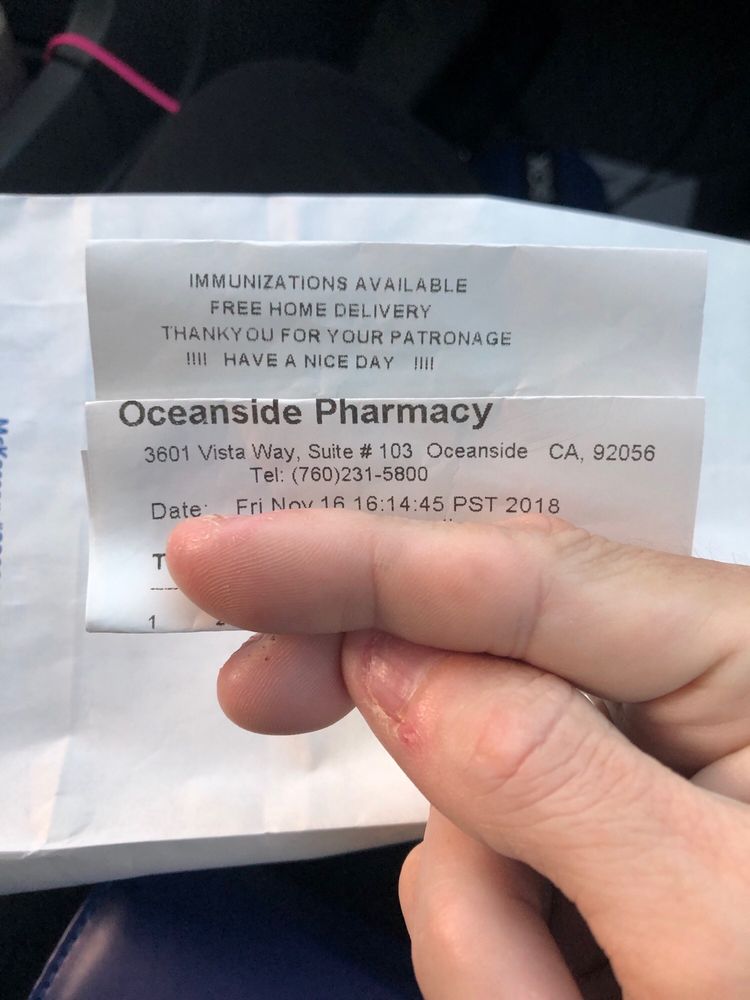 IMMUNIZATIONS AVAILABLE
FREE HOME DELIVERY
THANKYOU FOR YOUR PATRONAGE
!!!! HAVE A NICE DAY !!!!
Oceanside Pharmacy
3601 Vista Way, Suite # 103 Oceanside CA, 92056
Tel: (760)231-5800
Date: Fri Nov 16 16:14:45 PST 2018
1